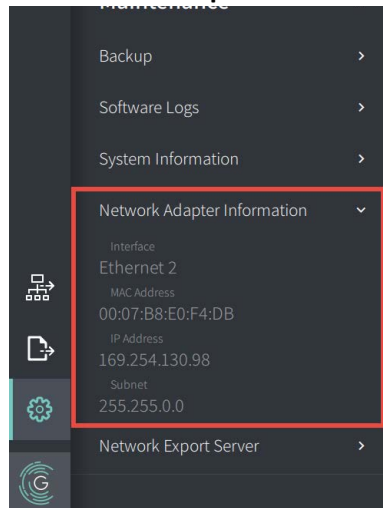 Maintenance
Backup
Software Logs
System Information
Network Adapter Information
Interface
Ethernet 2
MAC Address
00:07:B8:E0:F4:DB
IP Address
169.254.130.98
Subnet
255.255.0.0
Network Export Server
G